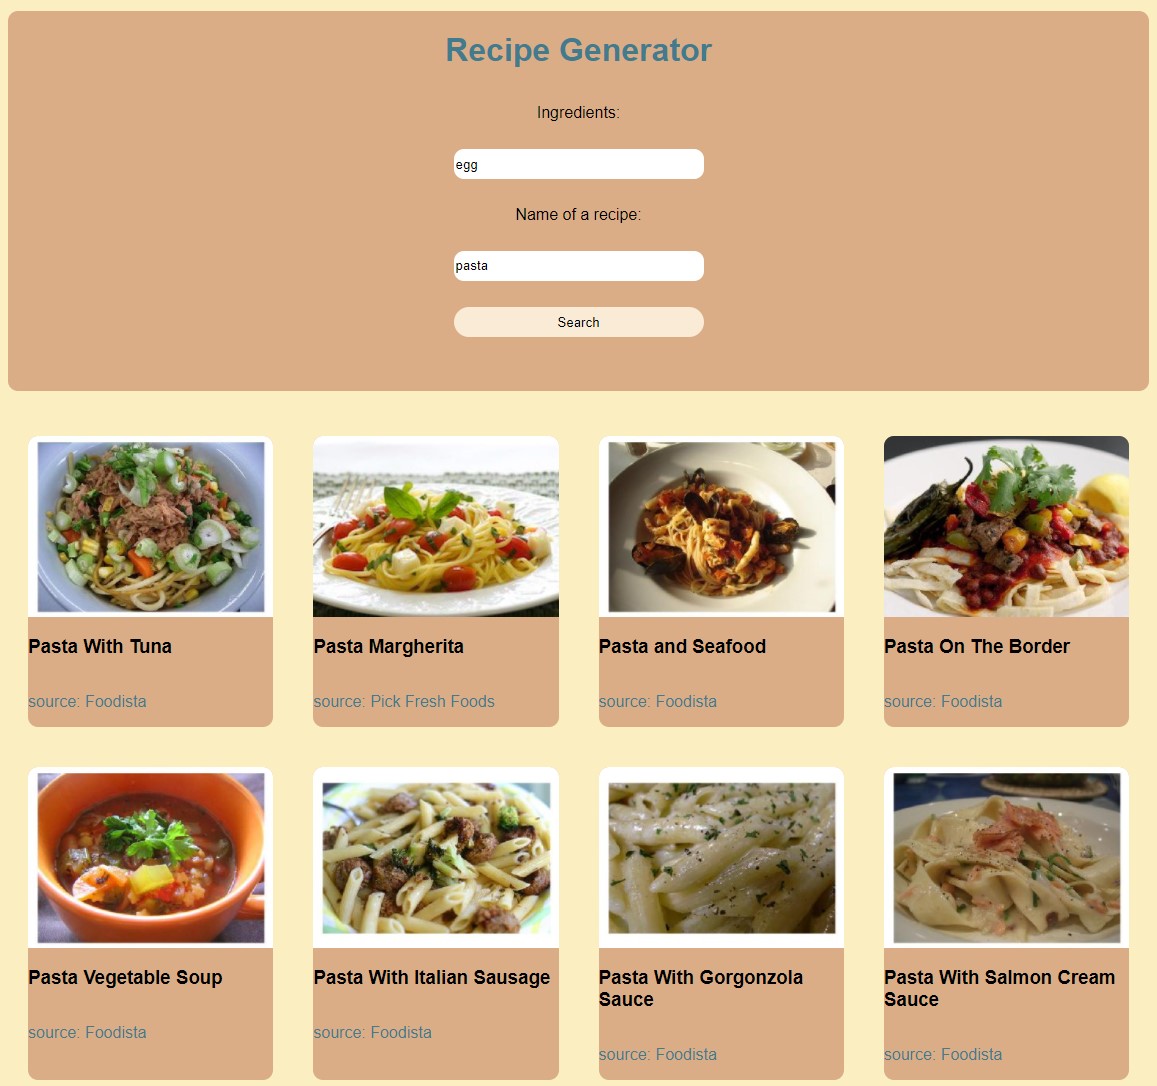 Recipe Generator
Ingredients:
egg
Name of a recipe:
pasta
Search
Pasta With Tuna
source: Foodista
Pasta Margherita
source: Pick Fresh Foods
Pasta and Seafood
source: Foodista
Pasta On The Border
source: Foodista
Pasta Vegetable Soup
source: Foodista
Pasta With Italian Sausage
source: Foodista
Pasta With Gorgonzola
Sauce
source: Foodista
Pasta With Salmon Cream
Sauce
source: Foodista